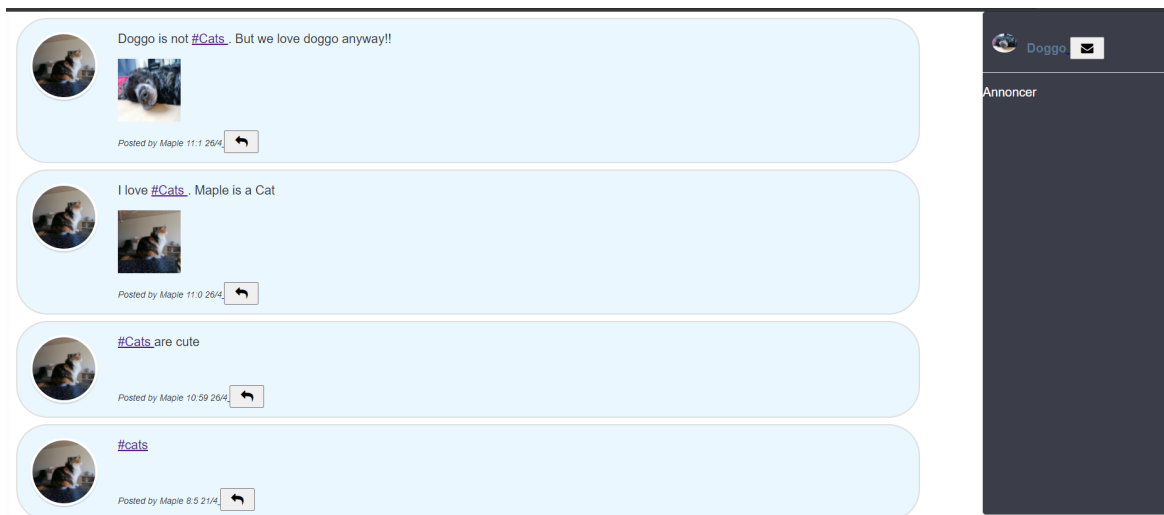 Doggo is not #Cats . But we love doggo anyway!!
Posted by Maple 11:1 26/4
I love #Cats . Maple is a Cat
Posted by Maple 11:0 26/4
#Cats are cute
Posted by Maple 10:59 26/4
#cats
Posted by Maple 8:5 21/4
Doggo
Annoncer